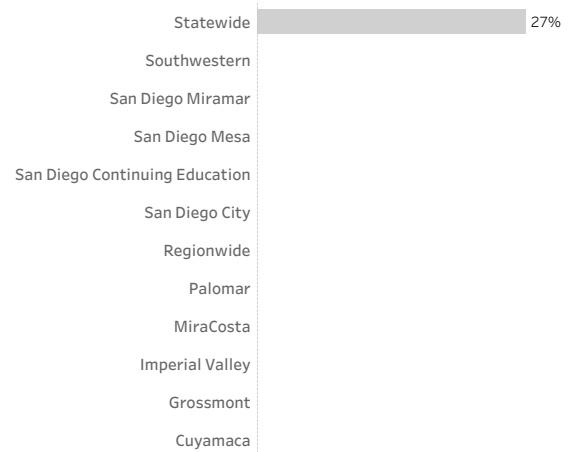 Statewide 27%
Southwestern
San Diego Miramar
San Diego Mesa
San Diego Continuing Education
San Diego City
Regionwide
Palomar
MiraCosta
Imperial Valley
Grossmont
Cuyamaca